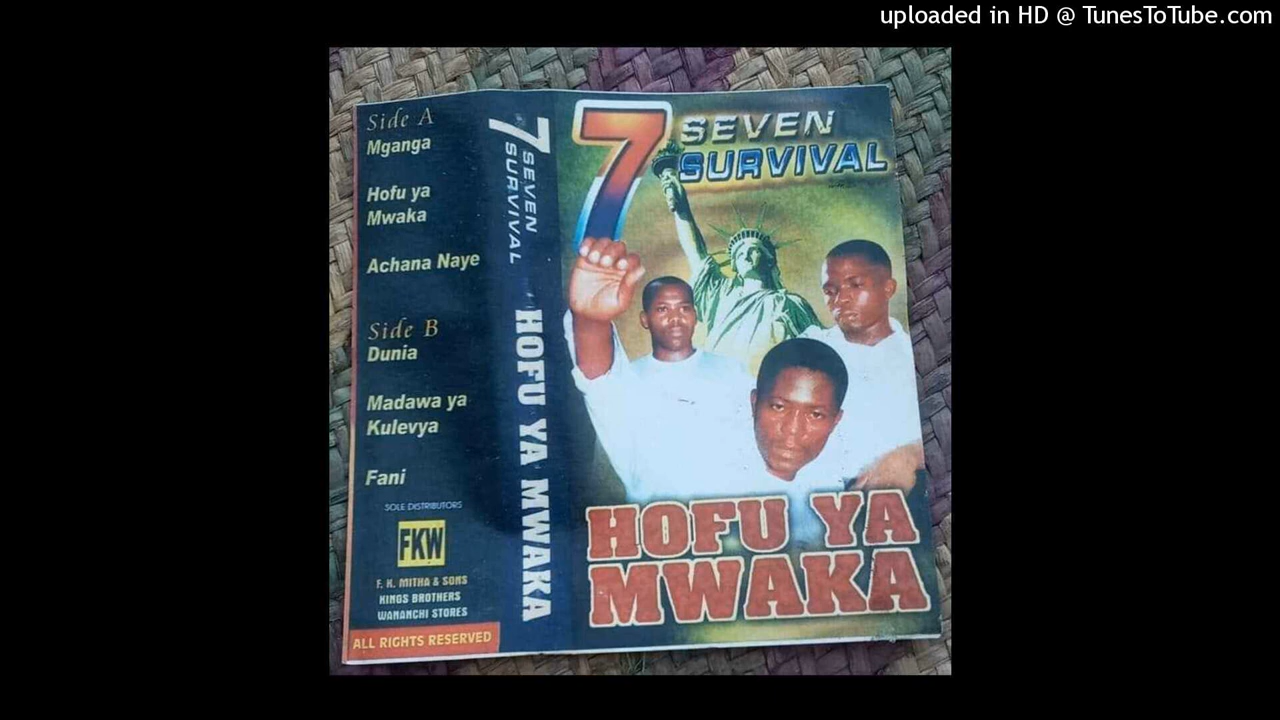 uploaded in HD @ TunesToTube.com
Side A
Mganga
Hofu ya
Mwaka
Achana Naye
Side B
Dunia
Madawa ya
Kulevya
Fani
SOLE DISTRIBUTORS
FKW
F. K. MITHA & SONS
KINGS BROTHERS
WANANCHI STORES
ALL RIGHTS RESERVED
7 SEVEN
SURVIVAL
HOFU YA MWAKA
7 SEVEN
SURVIVAL
HOFU YA
MWAKA